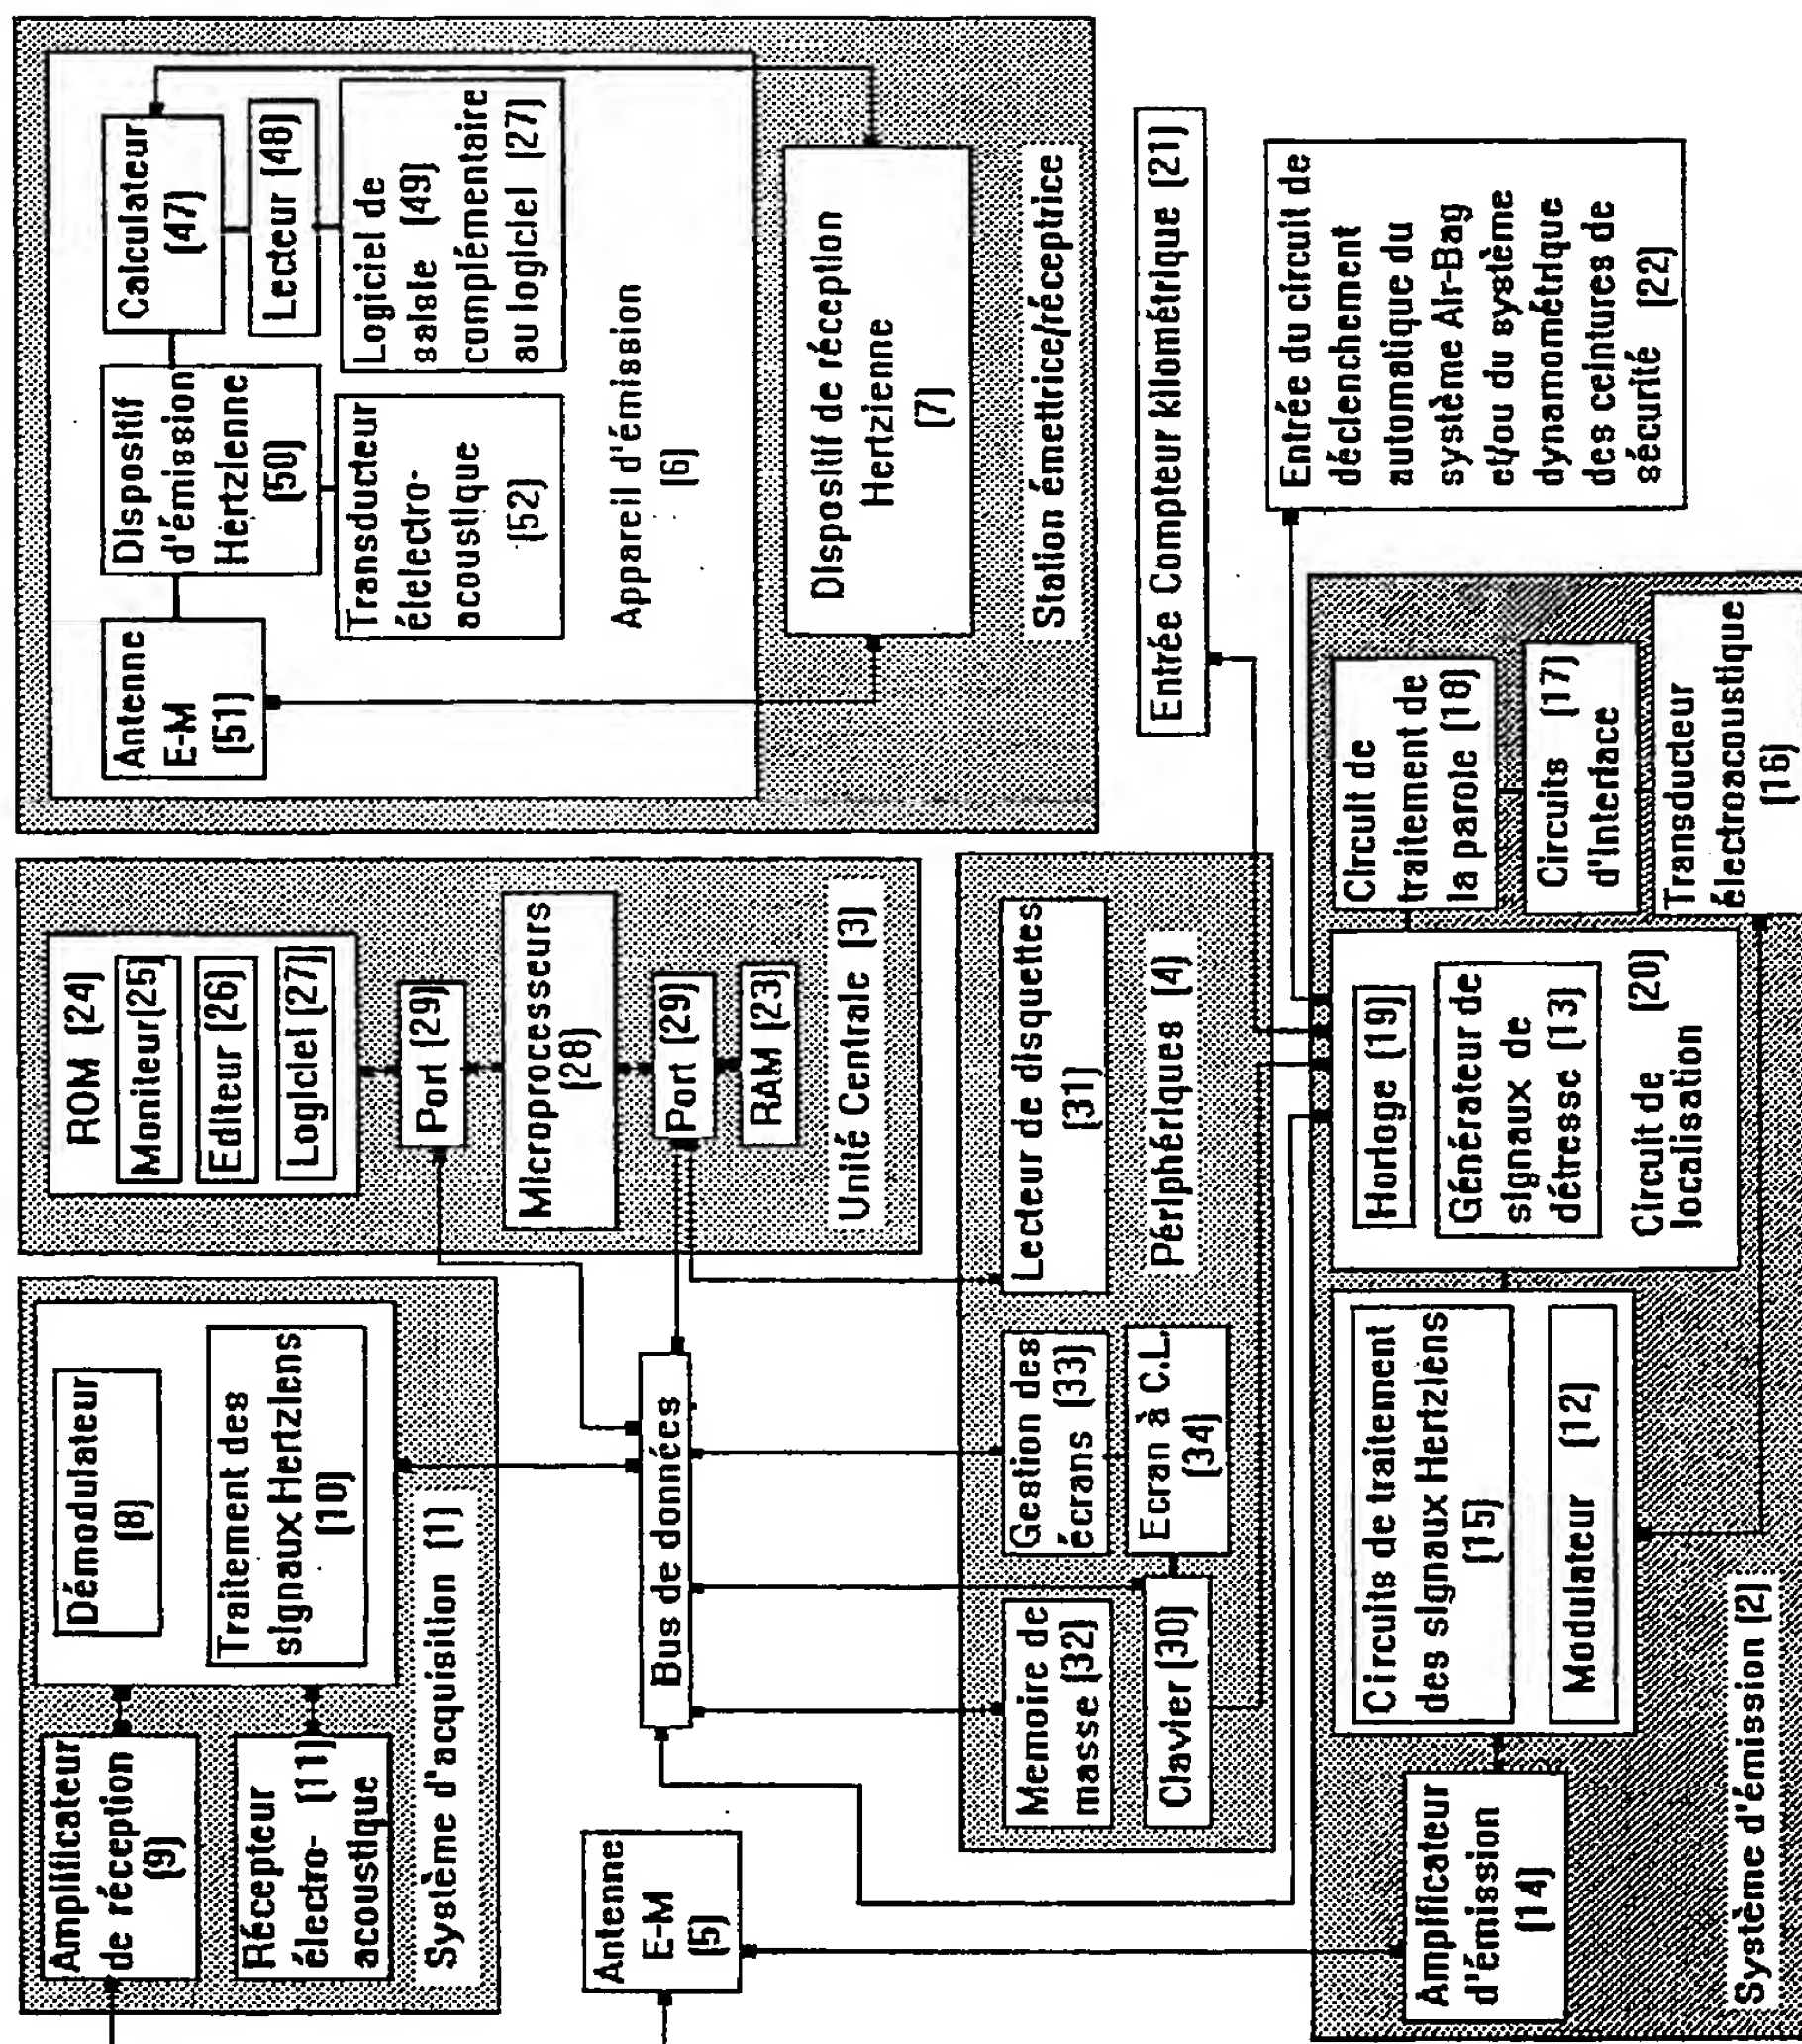 Amplificateur
de réception
(9)
Récepteur
électro- (11)
acoustique
Démodulateur
(8)
Traitement des
signaux Hertziens
(10)
Système d'acquisition (1)
ROM (24)
Moniteur(25)
Editeur (26)
Logiciel (27)
Port (29)
Microprocesseurs
(28)
Port (29)
RAM (23)
Unité Centrale (3)
Antenne
E-M
(51)
Dispositif
d'émission
Hertzienne
(50)
Calculateur
(47)
Lecteur (48)
Logiciel de
saisie (49)
complémentaire
au logiciel (27)
Transducteur
élelectro-
acoustique
(52)
Appareil d'émission
(6)
Dispositif de réception
Hertzienne
(7)
Station émettrice/réceptrice
Bus de données
Antenne
E-M
(5)
Mémoire de
masse (32)
Clavier (30)
Gestion des
écrans (33)
Ecran à C.L.
(34)
Lecteur de disquettes
(31)
Périphériques (4)
Entrée Compteur kilométrique (21)
Entrée du circuit de
déclenchement
automatique du
système Air-Bag
et/ou du système
dynamométrique
des ceintures de
sécurité (22)
Amplificateur
d'émission
(14)
Circuits de traitement
des signaux Hertziens
(15)
Modulateur (12)
Horloge (19)
Générateur de
signaux de
détresse (13)
Circuit de (20)
localisation
Circuit de
traitement de
la parole (18)
Circuits (17)
d'interface
Transducteur
électroacoustique
(16)
Système d'émission (2)